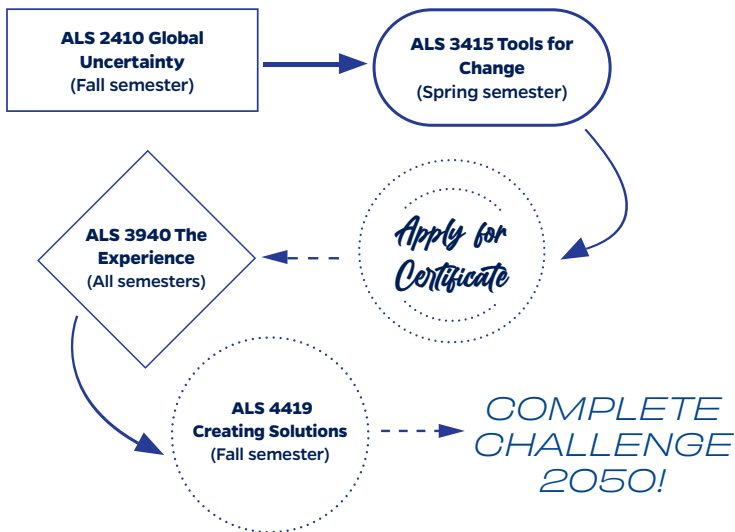 ALS 2410 Global
Uncertainty
(Fall semester)
ALS 3415 Tools for
Change
(Spring semester)
Apply for
Certificate
ALS 3940 The
Experience
(All semesters)
ALS 4419
Creating Solutions
(Fall semester)
COMPLETE
CHALLENGE
2050!